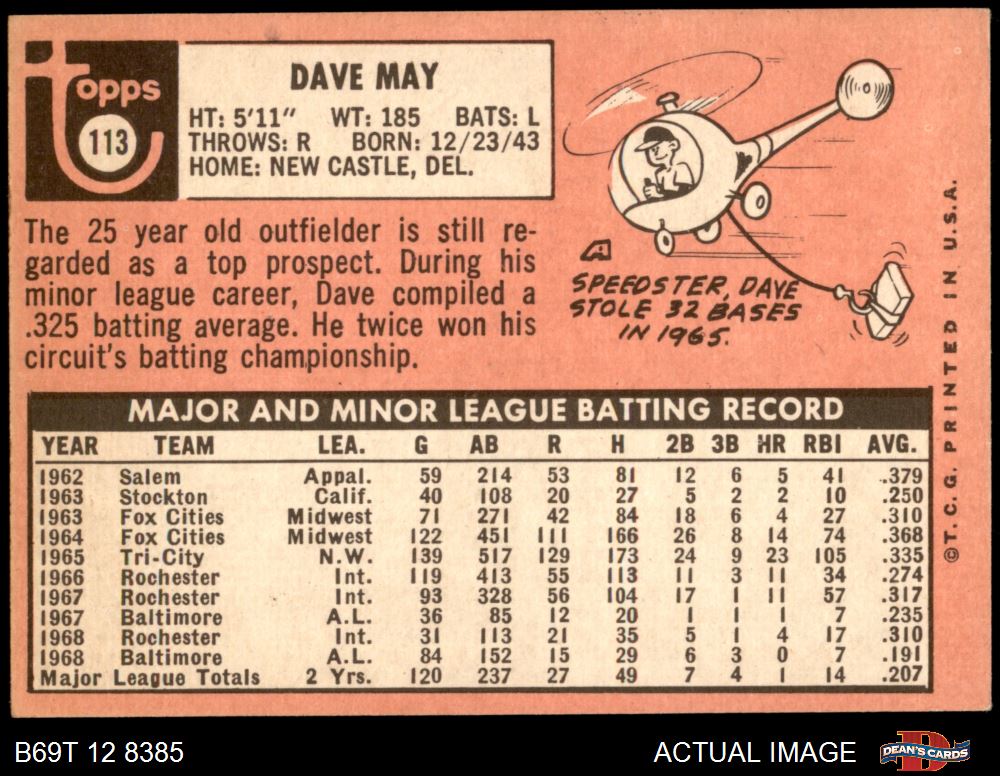 topps
113
DAVE MAY
HT: 5'11" WT: 185 BATS: L
THROWS: R BORN: 12/23/43
HOME: NEW CASTLE, DEL.
The 25 year old outfielder is still re-
garded as a top prospect. During his
minor league career, Dave compiled a
.325 batting average. He twice won his
circuit's batting championship.
A
SPEEDSTER, DAVE
STOLE 32 BASES
IN 1965.
MAJOR AND MINOR LEAGUE BATTING RECORD
YEAR TEAM LEA. G AB R H 2B 3B HR RBI AVG.
1962 Salem Appal. 59 214 53 81 12 6 5 41 .379
1963 Stockton Calif. 40 108 20 27 5 2 2 10 .250
1963 Fox Cities Midwest 71 271 42 84 18 6 4 27 .310
1964 Fox Cities Midwest 122 451 111 166 26 8 14 74 .368
1965 Tri-City N.W. 139 517 129 173 24 9 23 105 .335
1966 Rochester Int. 119 413 55 113 11 3 11 34 .274
1967 Rochester Int. 93 328 56 104 17 1 11 57 .317
1967 Baltimore A.L. 36 85 12 20 1 1 1 7 .235
1968 Rochester Int. 31 113 21 35 5 1 4 17 .310
1968 Baltimore A.L. 84 152 15 29 6 3 0 7 .191
Major League Totals 2 Yrs. 120 237 27 49 7 4 1 14 .207
©T.C.G. PRINTED IN U.S.A.
B69T 12 8385
ACTUAL IMAGE
D
DEAN'S CARDS